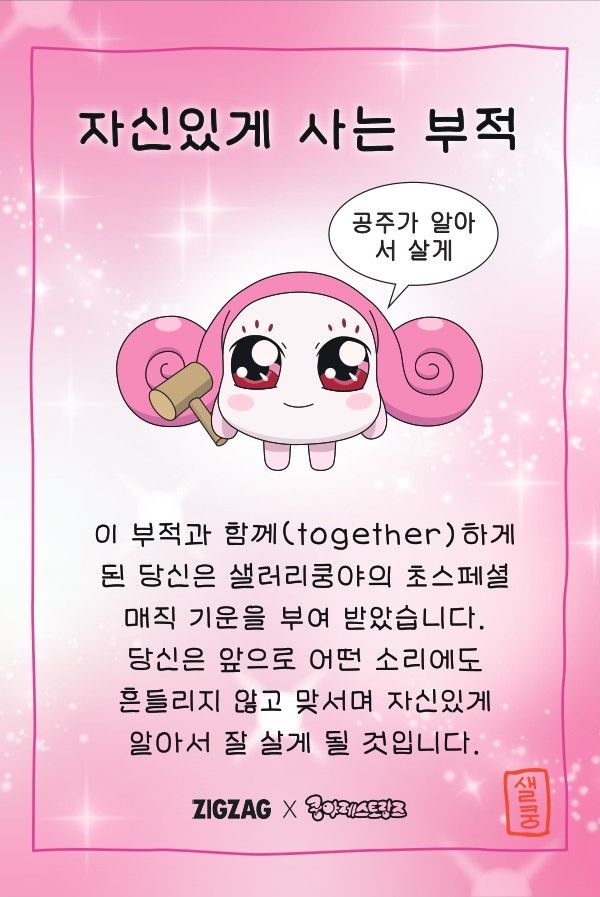 자신있게 사는 부적
공주가 알아
서 살게
이 부적과 함께(together)하게
된 당신은 샐러리쿵야의 초스페셜
매직 기운을 부여 받았습니다.
당신은 앞으로 어떤 소리에도
흔들리지 않고 맞서며 자신있게
알아서 잘 살게 될 것입니다.
ZIGZAG X 쿵야레스토랑즈
샐
쿵